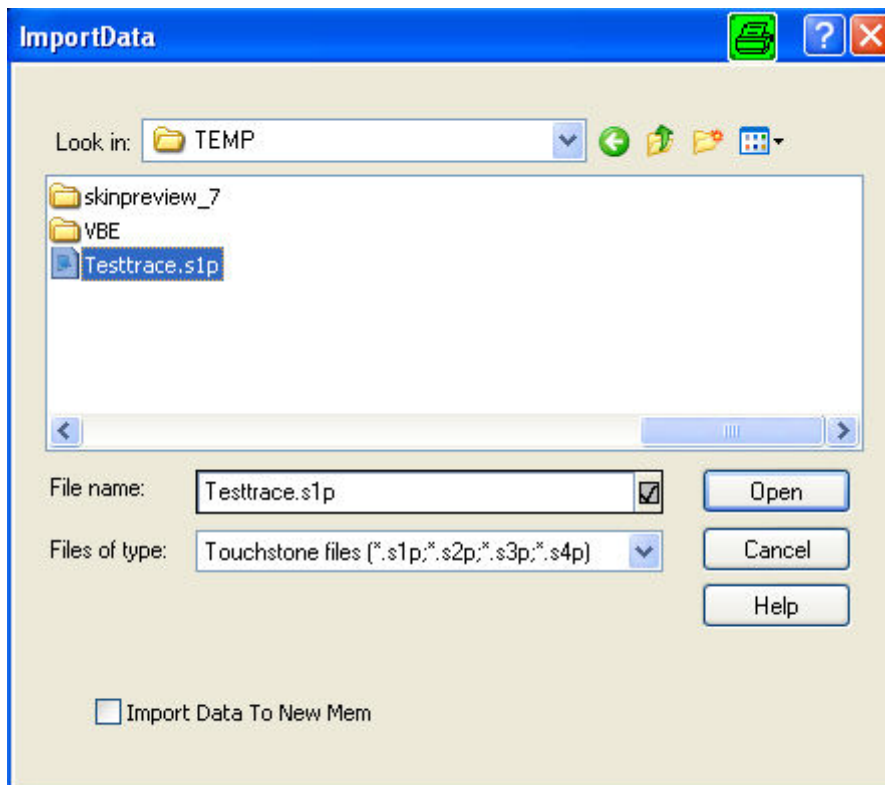 ImportData
Look in: TEMP
skinpreview_7
VBE
Testtrace.s1p
File name: Testtrace.s1p
Open
Files of type: Touchstone files (*.s1p;*.s2p;*.s3p;*.s4p)
Cancel
Help
Import Data To New Mem